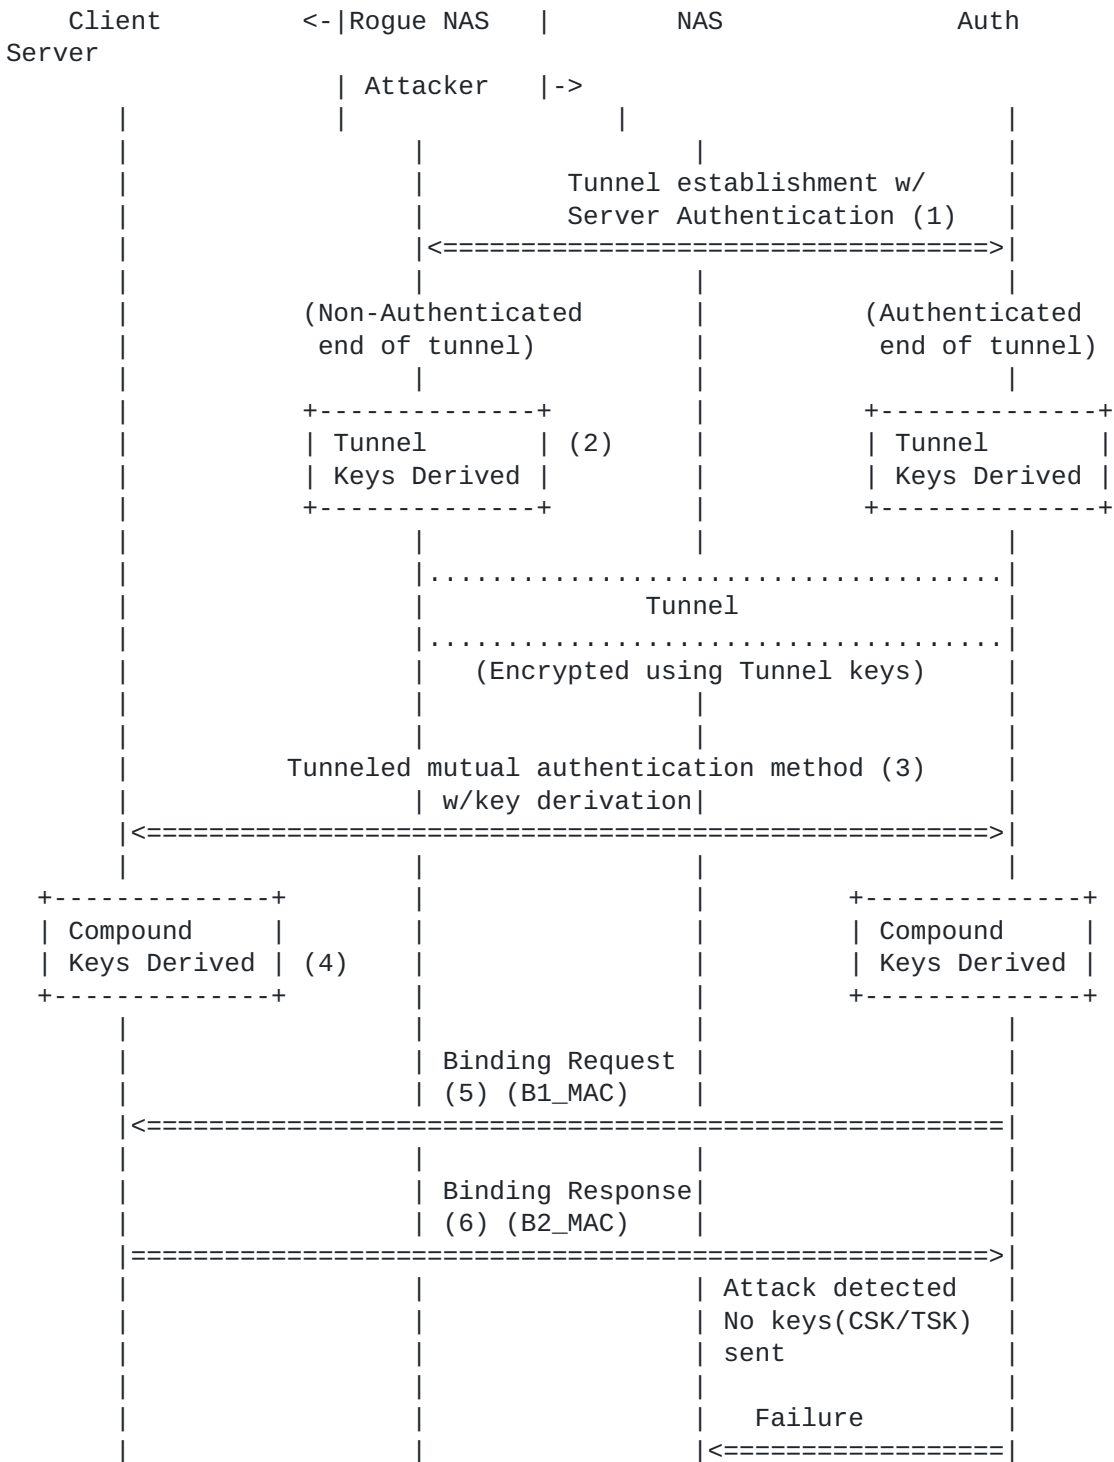 Client <-|Rogue NAS | NAS Auth
Server
| Attacker |->
Tunnel establishment w/
Server Authentication (1)
<===================================>
(Non-Authenticated (Authenticated
end of tunnel) end of tunnel)
+--------------+ +--------------+
| Tunnel | (2) | Tunnel |
| Keys Derived | | Keys Derived |
+--------------+ +--------------+
|.....................................|
Tunnel
|.....................................|
(Encrypted using Tunnel keys)
Tunneled mutual authentication method (3)
| w/key derivation|
|<======================================================>|
+--------------+ +--------------+
| Compound | | Compound |
| Keys Derived | (4) | Keys Derived |
+--------------+ +--------------+
| Binding Request |
| (5) (B1_MAC) |
|<=======================================================|
| Binding Response|
| (6) (B2_MAC) |
|=======================================================>|
| Attack detected |
| No keys(CSK/TSK) |
| sent |
| Failure |
|<==================|